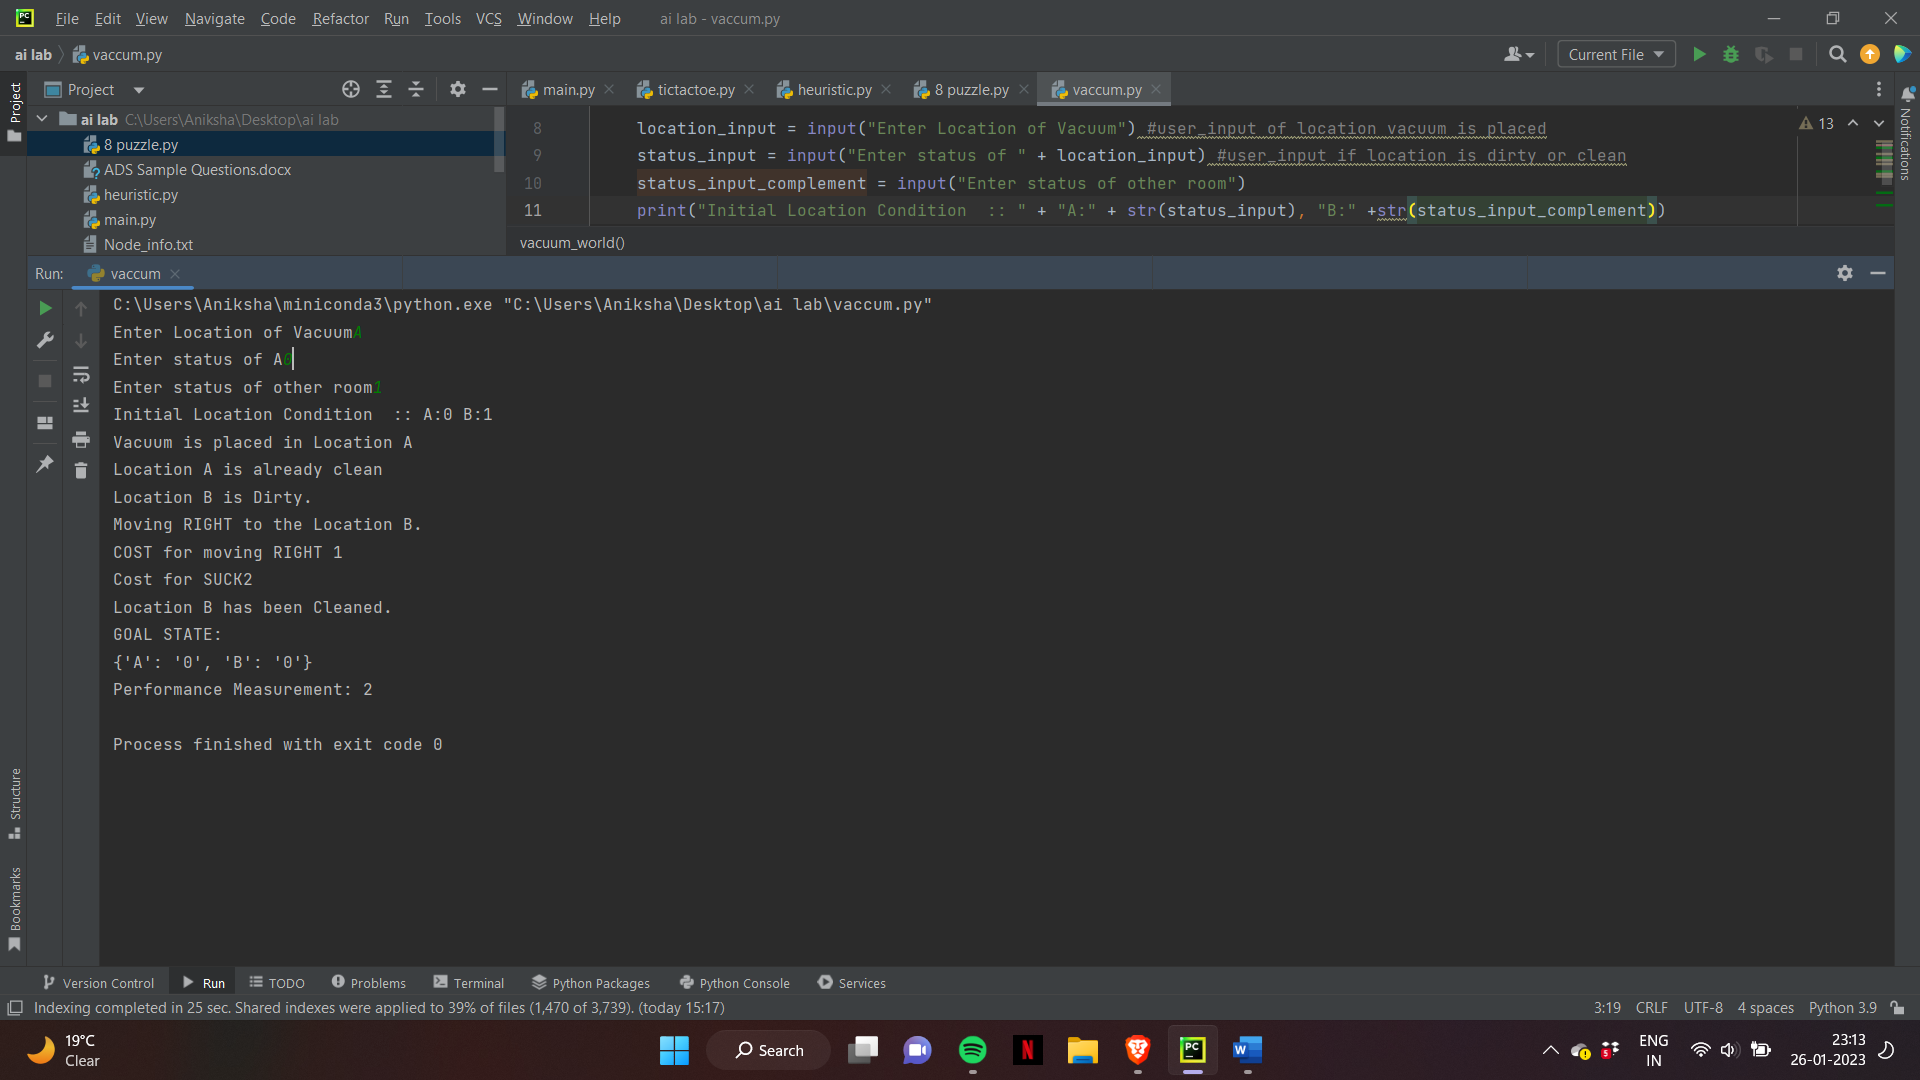 File Edit View Navigate Code Refactor Run Tools VCS Window Help ai lab - vaccum.py
ai lab vaccum.py Current File
Project main.py tictactoe.py heuristic.py 8 puzzle.py vaccum.py
Project
ai lab C:\Users\Aniksha\Desktop\ai lab
8 puzzle.py
ADS Sample Questions.docx
heuristic.py
main.py
Node_info.txt
8 location_input = input("Enter Location of Vacuum") #user_input of location vacuum is placed
9 status_input = input("Enter status of " + location_input) #user_input if location is dirty or clean
10 status_input_complement = input("Enter status of other room")
11 print("Initial Location Condition  :: " + "A:" + str(status_input), "B:" +str(status_input_complement))
13
vacuum_world()
Notifications
Run: vaccum
C:\Users\Aniksha\miniconda3\python.exe "C:\Users\Aniksha\Desktop\ai lab\vaccum.py"
Enter Location of VacuumA
Enter status of A0
Enter status of other room1
Initial Location Condition  :: A:0 B:1
Vacuum is placed in Location A
Location A is already clean
Location B is Dirty.
Moving RIGHT to the Location B.
COST for moving RIGHT 1
Cost for SUCK2
Location B has been Cleaned.
GOAL STATE:
{'A': '0', 'B': '0'}
Performance Measurement: 2
Process finished with exit code 0
Structure
Bookmarks
Version Control Run TODO Problems Terminal Python Packages Python Console Services
Indexing completed in 25 sec. Shared indexes were applied to 39% of files (1,470 of 3,739). (today 15:17) 3:19 CRLF UTF-8 4 spaces Python 3.9
19°C
Clear
Search
ENG
IN
23:13
26-01-2023